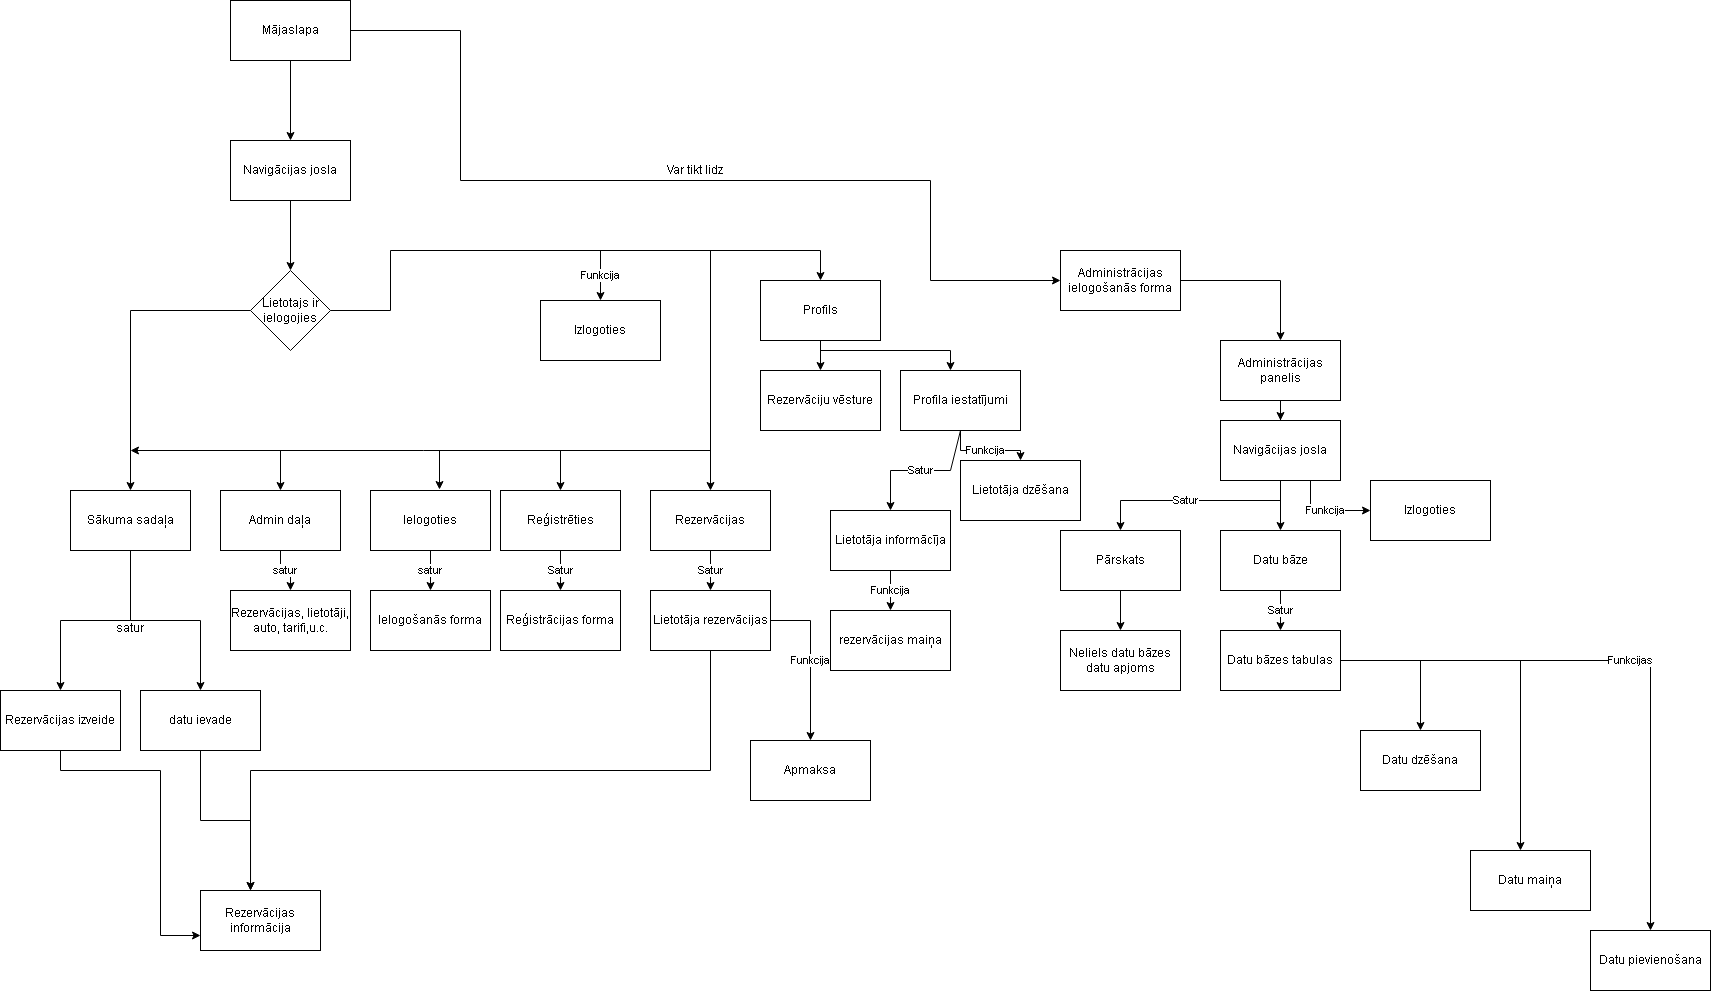 Mājaslapa
Navigācijas josla
Var tikt lidz
Lietotajs ir
ielogojies
Funkcija
Izlogoties
Profils
Administrācijas
ielogošanās forma
Administrācijas
panelis
Rezervāciju vēsture
Profila iestatījumi
Navigācijas josla
Satur
Funkcija
Lietotāja dzēšana
Satur
Funkcija
Izlogoties
Sākuma sadaļa
Admin daļa
Ielogoties
Reģistrēties
Rezervācijas
Lietotāja informācīja
Pārskats
Datu bāze
satur
satur
Satur
Satur
Funkcija
Satur
Rezervācijas, lietotāji,
auto, tarifi,u.c.
Ielogošanās forma
Reģistrācijas forma
Lietotāja rezervācijas
rezervācijas maiņa
satur
Funkcija
Neliels datu bāzes
datu apjoms
Datu bāzes tabulas
Funkcijas
Rezervācijas izveide
datu ievade
Apmaksa
Datu dzēšana
Datu maiņa
Rezervācijas
informācija
Datu pievienošana